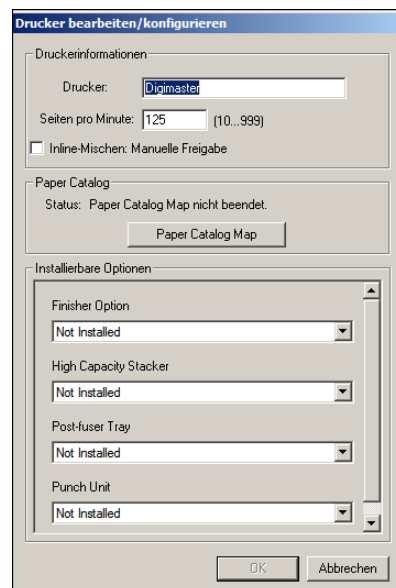 Drucker bearbeiten/konfigurieren
Druckerinformationen
Drucker: Digimaster
Seiten pro Minute: 125 (10...999)
Inline-Mischen: Manuelle Freigabe
Paper Catalog
Status: Paper Catalog Map nicht beendet.
Paper Catalog Map
Installierbare Optionen
Finisher Option
Not Installed
High Capacity Stacker
Not Installed
Post-fuser Tray
Not Installed
Punch Unit
Not Installed
OK Abbrechen